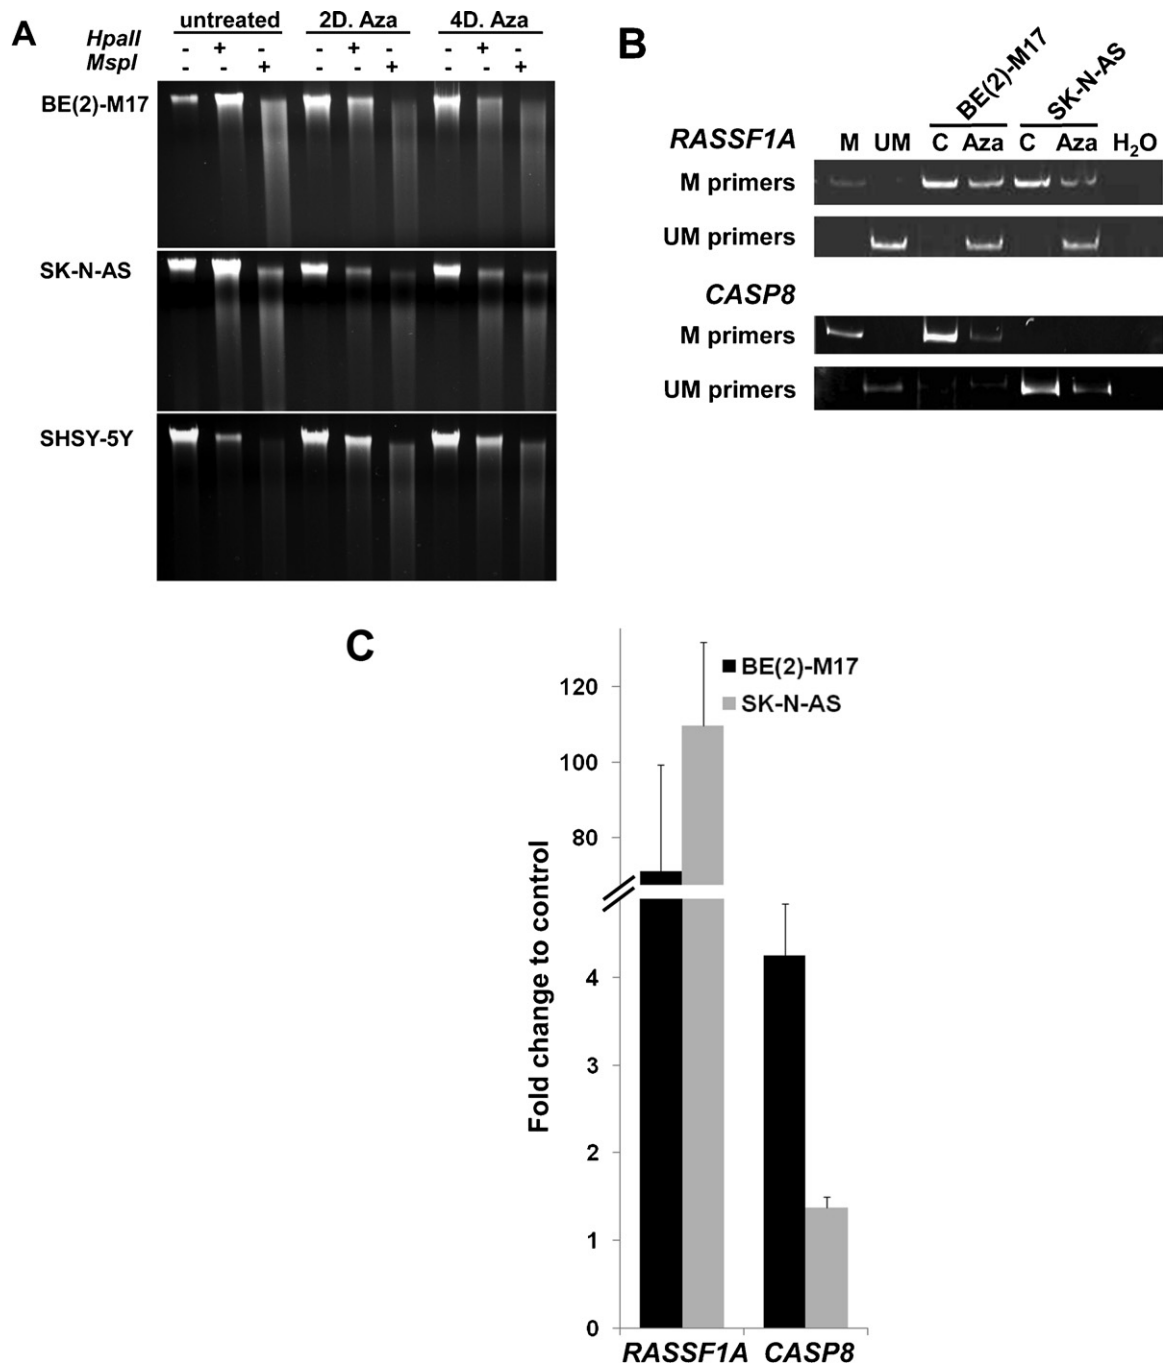 A
untreated 2D. Aza 4D. Aza
HpaII - + - - + - - + -
MspI - - + - - + - - +
BE(2)-M17
SK-N-AS
SHSY-5Y
B
BE(2)-M17 SK-N-AS
RASSF1A M UM C Aza C Aza H2O
M primers
UM primers
CASP8
M primers
UM primers
C
BE(2)-M17
SK-N-AS
Fold change to control
120
100
80
4
3
2
1
0
RASSF1A CASP8